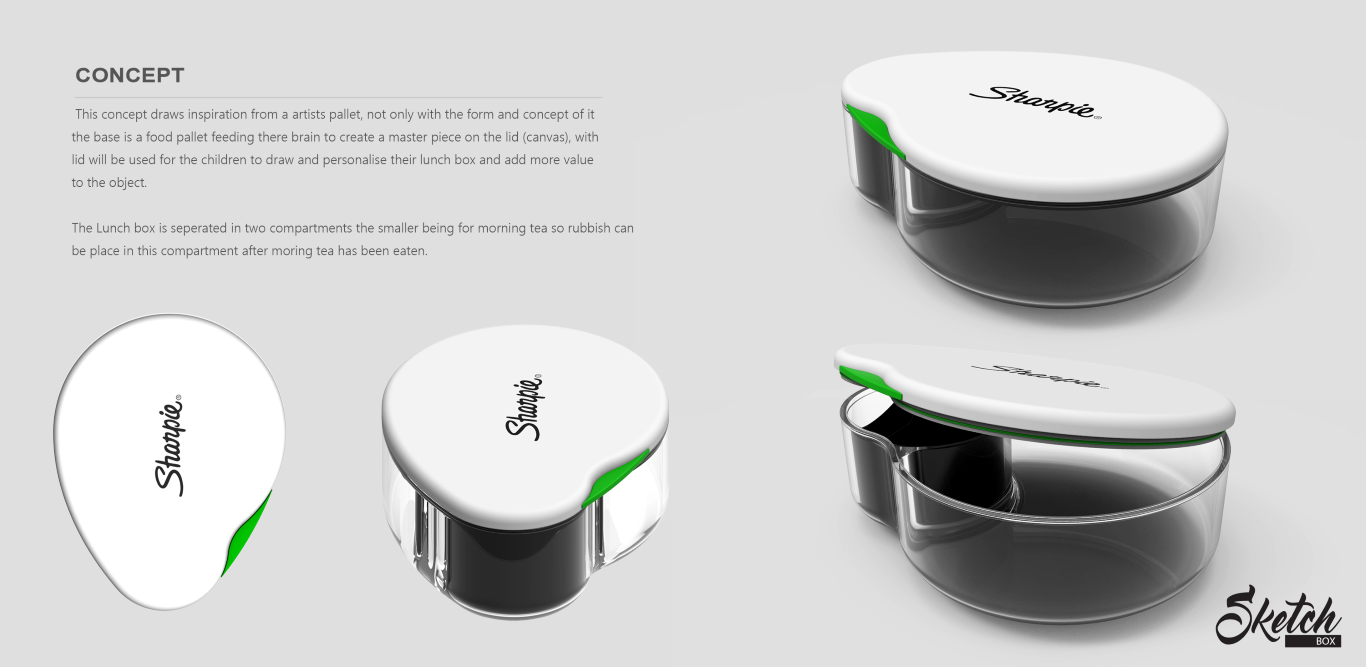 CONCEPT
This concept draws inspiration from a artists pallet, not only with the form and concept of it
the base is a food pallet feeding there brain to create a master piece on the lid (canvas), with
lid will be used for the children to draw and personalise their lunch box and add more value
to the object.
The Lunch box is seperated in two compartments the smaller being for morning tea so rubbish can
be place in this compartment after moring tea has been eaten.
Sharpie®
Sharpie®
Sharpie®
Sharpie
Sketch
BOX